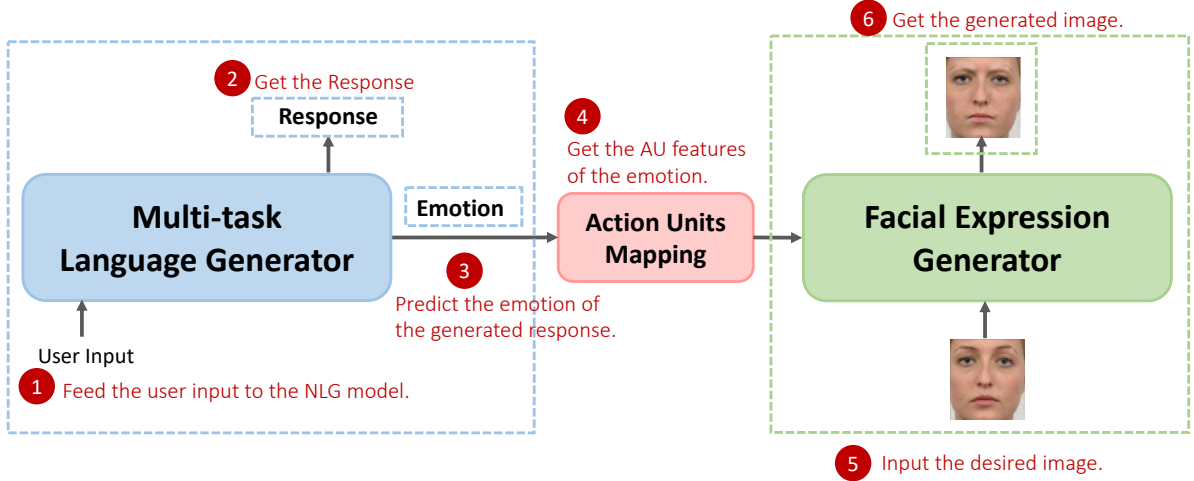 6 Get the generated image.
2 Get the Response
Response
4
Get the AU features
of the emotion.
Multi-task
Language Generator
Emotion
Action Units
Mapping
Facial Expression
Generator
3
Predict the emotion of
the generated response.
User Input
1 Feed the user input to the NLG model.
5 Input the desired image.